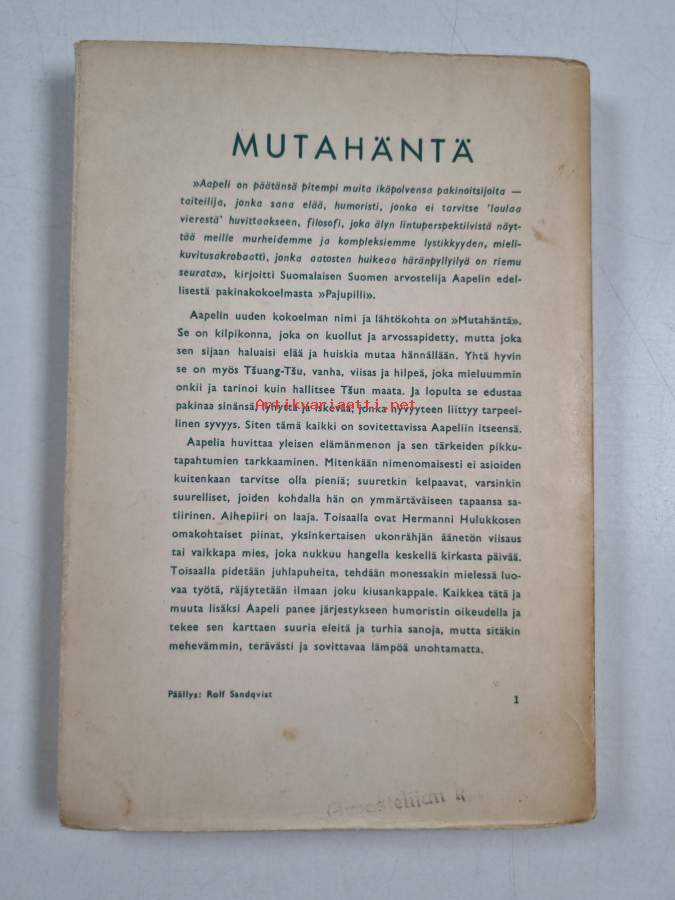 MUTAHÄNTÄ
»Aapeli on päätänsä pitempi muita ikäpolvensa pakinoitsijoita —
taiteilija, jonka sana elää, humoristi, jonka ei tarvitse 'laulaa
vierestä' huvittaakseen, filosofi, joka älyn lintuperspektiivistä näyt-
tää meille murheidemme ja kompleksiemme lystikkyyden, mieli-
kuvitusakrobaatti, jonka aatosten huikeaa häränpyllyilyä on riemu
seurata», kirjoitti Suomalaisen Suomen arvostelija Aapelin edel-
lisestä pakinakokoelmasta »Pajupilli».
Aapelin uuden kokoelman nimi ja lähtökohta on »Mutahäntä».
Se on kilpikonna, joka on kuollut ja arvossapidetty, mutta joka
sen sijaan haluaisi elää ja huiskia mutaa hännällään. Yhtä hyvin
se on myös Tšuang-Tšu, vanha, viisas ja hilpeä, joka mieluummin
onkii ja tarinoi kuin hallitsee Tšun maata. Ja lopulta se edustaa
pakinaa sinänsä, lyhyttä ja iskevää, jonka hyvyyteen liittyy tarpeel-
linen syvyys. Siten tämä kaikki on sovitettavissa Aapeliin itseensä.
Antikvariaatti.net
Aapelia huvittaa yleisen elämänmenon ja sen tärkeiden pikku-
tapahtumien tarkkaaminen. Mitenkään nimenomaisesti ei asioiden
kuitenkaan tarvitse olla pieniä; suuretkin kelpaavat, varsinkin
suurelliset, joiden kohdalla hän on ymmärtäväiseen tapaansa sa-
tiirinen. Aihepiiri on laaja. Toisaalla ovat Hermanni Hulukkosen
omakohtaiset piinat, yksinkertaisen ukonrähjän äänetön viisaus
tai vaikkapa mies, joka nukkuu hangella keskellä kirkasta päivää.
Toisaalla pidetään juhlapuheita, tehdään monessakin mielessä luo-
vaa työtä, räjäytetään ilmaan joku kiusankappale. Kaikkea tätä ja
muuta lisäksi Aapeli panee järjestykseen humoristin oikeudella ja
tekee sen karttaen suuria eleitä ja turhia sanoja, mutta sitäkin
mehevämmin, terävästi ja sovittavaa lämpöä unohtamatta.
Päällys: Rolf Sandqvist
1